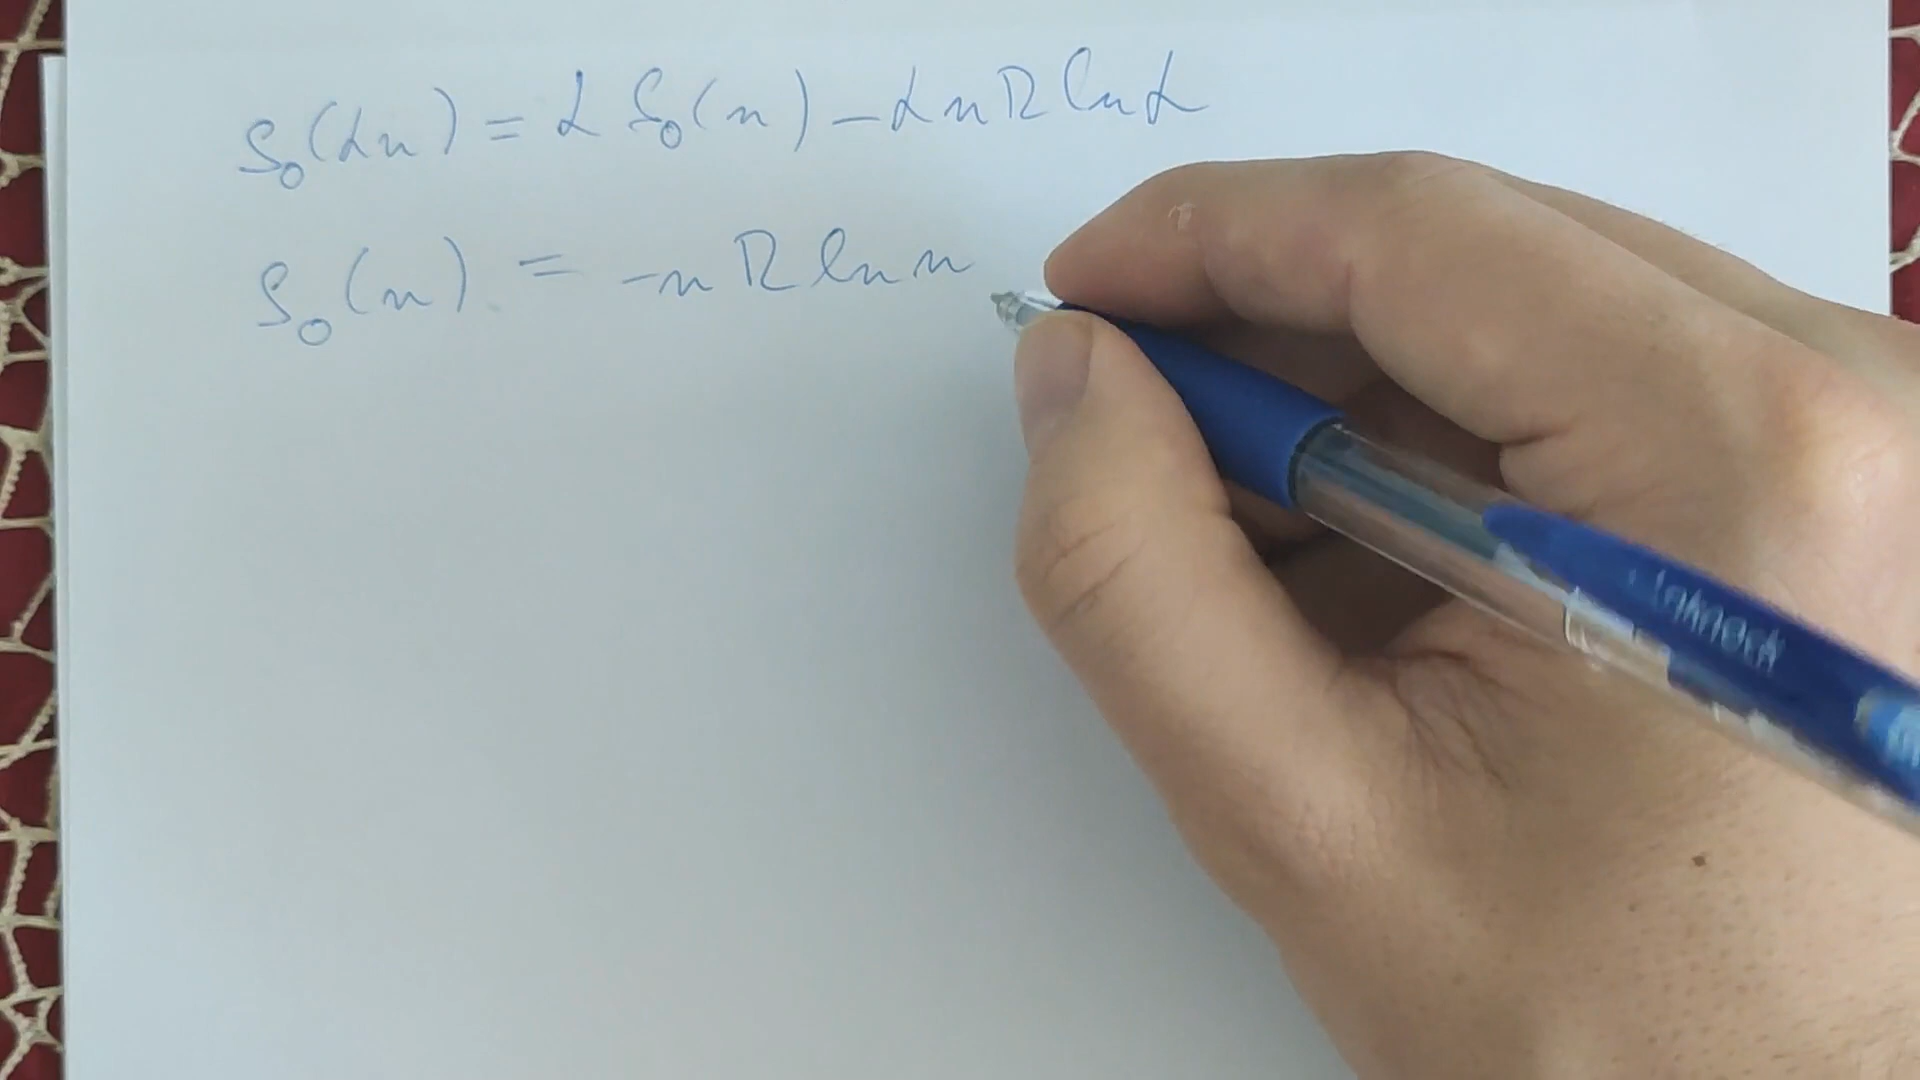 S₀(αn) = α S₀(n) - αnR ln α
S₀(n) = -nR ln n